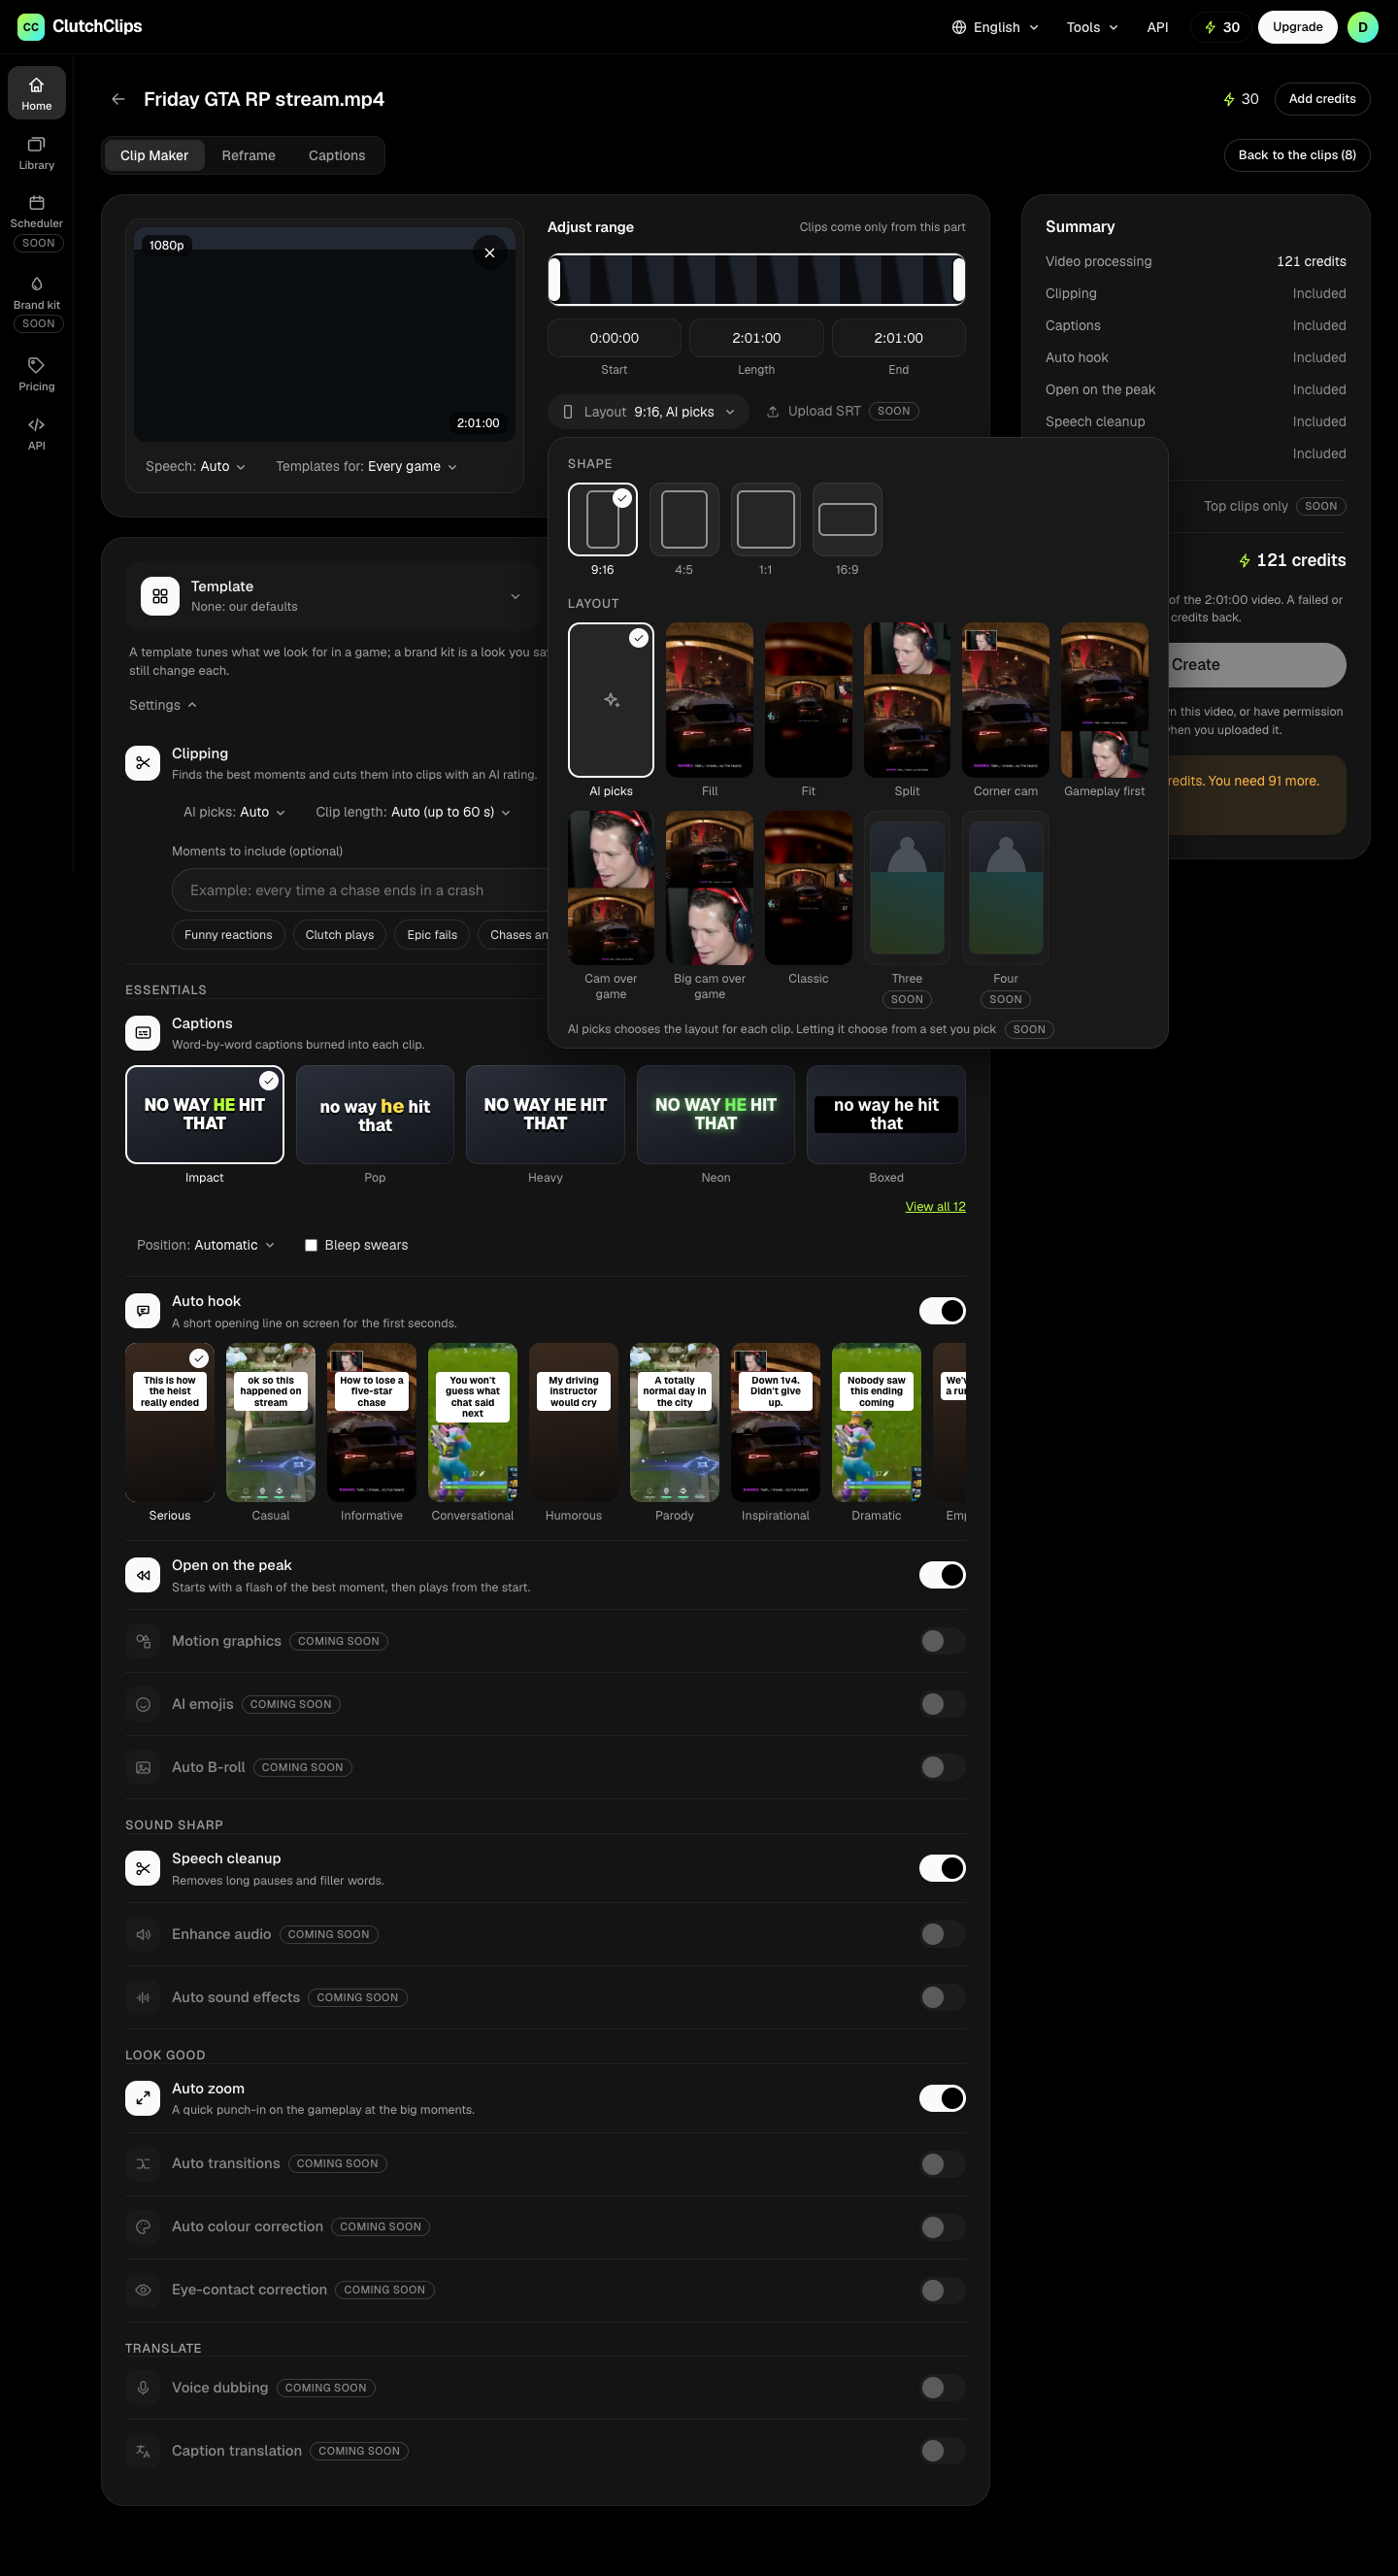 CC ClutchClips
English
Tools
API
30
Upgrade
D
Home
Library
Scheduler
SOON
Brand kit
SOON
Pricing
API
Friday GTA RP stream.mp4
30
Add credits
Clip Maker
Reframe
Captions
Back to the clips (8)
1080p
2:01:00
Speech: Auto
Templates for: Every game
Adjust range
Clips come only from this part
0:00:00
2:01:00
2:01:00
Start
Length
End
Layout 9:16, AI picks
Upload SRT SOON
Summary
Video processing 121 credits
Clipping Included
Captions Included
Auto hook Included
Open on the peak Included
Speech cleanup Included
Included
Top clips only SOON
121 credits
of the 2:01:00 video. A failed or
credits back.
Create
n this video, or have permission
when you uploaded it.
redits. You need 91 more.
SHAPE
9:16
4:5
1:1
16:9
LAYOUT
AI picks
Fill
Fit
Split
Corner cam
Gameplay first
Cam over
game
Big cam over
game
Classic
Three
SOON
Four
SOON
AI picks chooses the layout for each clip. Letting it choose from a set you pick SOON
Template
None: our defaults
A template tunes what we look for in a game; a brand kit is a look you sa
still change each.
Settings
Clipping
Finds the best moments and cuts them into clips with an AI rating.
AI picks: Auto
Clip length: Auto (up to 60 s)
Moments to include (optional)
Example: every time a chase ends in a crash
Funny reactions
Clutch plays
Epic fails
Chases an
ESSENTIALS
Captions
Word-by-word captions burned into each clip.
NO WAY HE HIT
THAT
no way he hit
that
NO WAY HE HIT
THAT
NO WAY HE HIT
THAT
no way he hit
that
Impact
Pop
Heavy
Neon
Boxed
View all 12
Position: Automatic
Bleep swears
Auto hook
A short opening line on screen for the first seconds.
This is how
the heist
really ended
ok so this
happened on
stream
How to lose a
five-star
chase
You won't
guess what
chat said
next
My driving
instructor
would cry
A totally
normal day in
the city
Down 1v4.
Didn't give
up.
Nobody saw
this ending
coming
We'v
a run
Serious
Casual
Informative
Conversational
Humorous
Parody
Inspirational
Dramatic
Emp
Open on the peak
Starts with a flash of the best moment, then plays from the start.
Motion graphics COMING SOON
AI emojis COMING SOON
Auto B-roll COMING SOON
SOUND SHARP
Speech cleanup
Removes long pauses and filler words.
Enhance audio COMING SOON
Auto sound effects COMING SOON
LOOK GOOD
Auto zoom
A quick punch-in on the gameplay at the big moments.
Auto transitions COMING SOON
Auto colour correction COMING SOON
Eye-contact correction COMING SOON
TRANSLATE
Voice dubbing COMING SOON
Caption translation COMING SOON